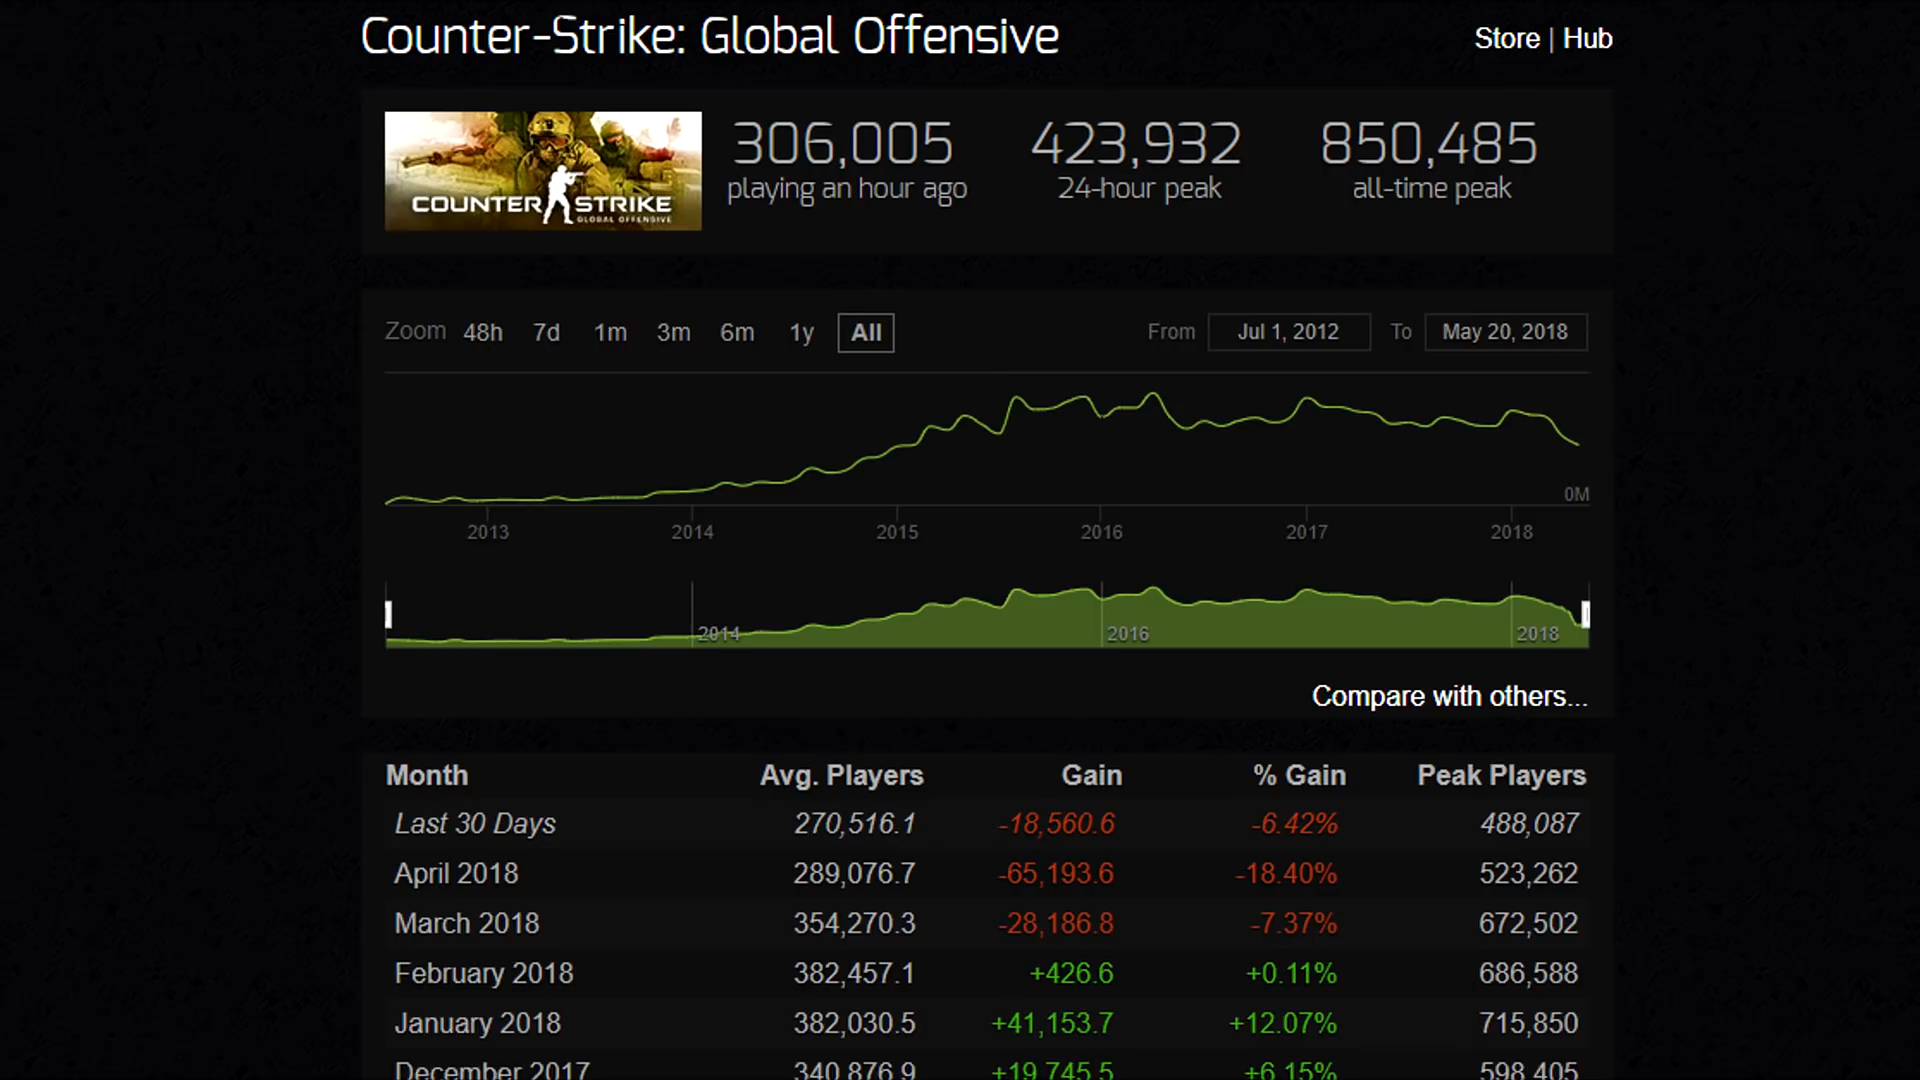 Counter-Strike: Global Offensive
Store | Hub
COUNTER STRIKE
GLOBAL OFFENSIVE
306,005
playing an hour ago
423,932
24-hour peak
850,485
all-time peak
Zoom 48h 7d 1m 3m 6m 1y All
From Jul 1, 2012 To May 20, 2018
0M
2013 2014 2015 2016 2017 2018
2014 2016 2018
Compare with others...
Month Avg. Players Gain % Gain Peak Players
Last 30 Days 270,516.1 -18,560.6 -6.42% 488,087
April 2018 289,076.7 -65,193.6 -18.40% 523,262
March 2018 354,270.3 -28,186.8 -7.37% 672,502
February 2018 382,457.1 +426.6 +0.11% 686,588
January 2018 382,030.5 +41,153.7 +12.07% 715,850
December 2017 340,876.9 +19,745.5 +6.15% 598,405